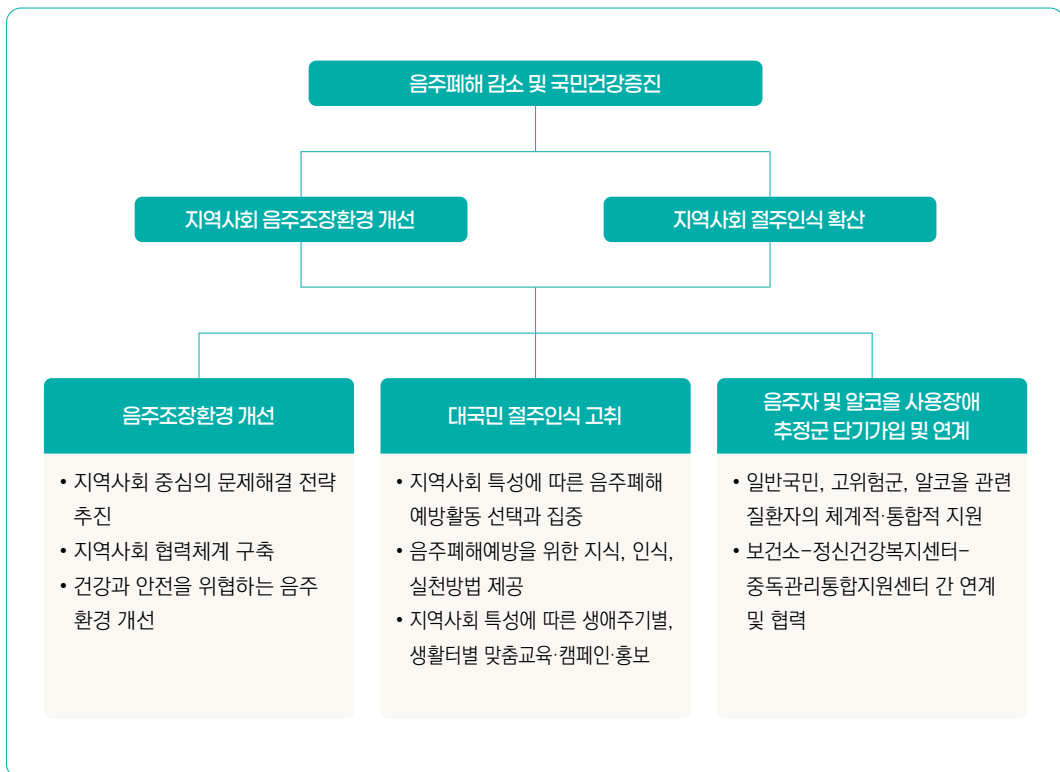 음주폐해 감소 및 국민건강증진
지역사회 음주조장환경 개선
지역사회 절주인식 확산
음주조장환경 개선
• 지역사회 중심의 문제해결 전략
추진
• 지역사회 협력체계 구축
• 건강과 안전을 위협하는 음주
환경 개선
대국민 절주인식 고취
• 지역사회 특성에 따른 음주폐해
예방활동 선택과 집중
• 음주폐해예방을 위한 지식, 인식,
실천방법 제공
• 지역사회 특성에 따른 생애주기별,
생활터별 맞춤교육·캠페인·홍보
음주자 및 알코올 사용장애
추정군 단기가입 및 연계
• 일반국민, 고위험군, 알코올 관련
질환자의 체계적·통합적 지원
• 보건소-정신건강복지센터-
중독관리통합지원센터 간 연계
및 협력